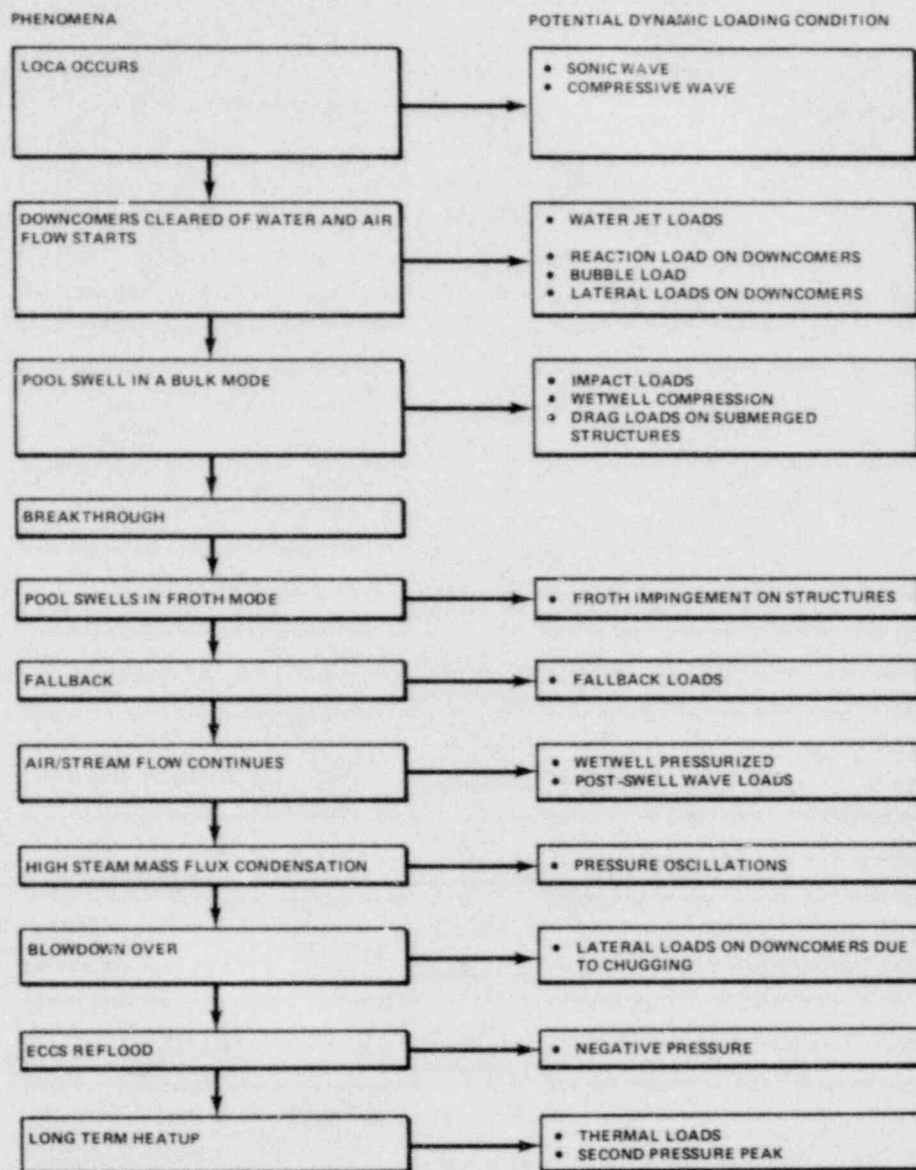 PHENOMENA
POTENTIAL DYNAMIC LOADING CONDITION
LOCA OCCURS
• SONIC WAVE
• COMPRESSIVE WAVE
DOWNCOMERS CLEARED OF WATER AND AIR
FLOW STARTS
• WATER JET LOADS
• REACTION LOAD ON DOWNCOMERS
• BUBBLE LOAD
• LATERAL LOADS ON DOWNCOMERS
POOL SWELL IN A BULK MODE
• IMPACT LOADS
• WETWELL COMPRESSION
• DRAG LOADS ON SUBMERGED
STRUCTURES
BREAKTHROUGH
POOL SWELLS IN FROTH MODE
• FROTH IMPINGEMENT ON STRUCTURES
FALLBACK
• FALLBACK LOADS
AIR/STREAM FLOW CONTINUES
• WETWELL PRESSURIZED
• POST-SWELL WAVE LOADS
HIGH STEAM MASS FLUX CONDENSATION
• PRESSURE OSCILLATIONS
BLOWDOWN OVER
• LATERAL LOADS ON DOWNCOMERS DUE
TO CHUGGING
ECCS REFLOOD
• NEGATIVE PRESSURE
LONG TERM HEATUP
• THERMAL LOADS
• SECOND PRESSURE PEAK